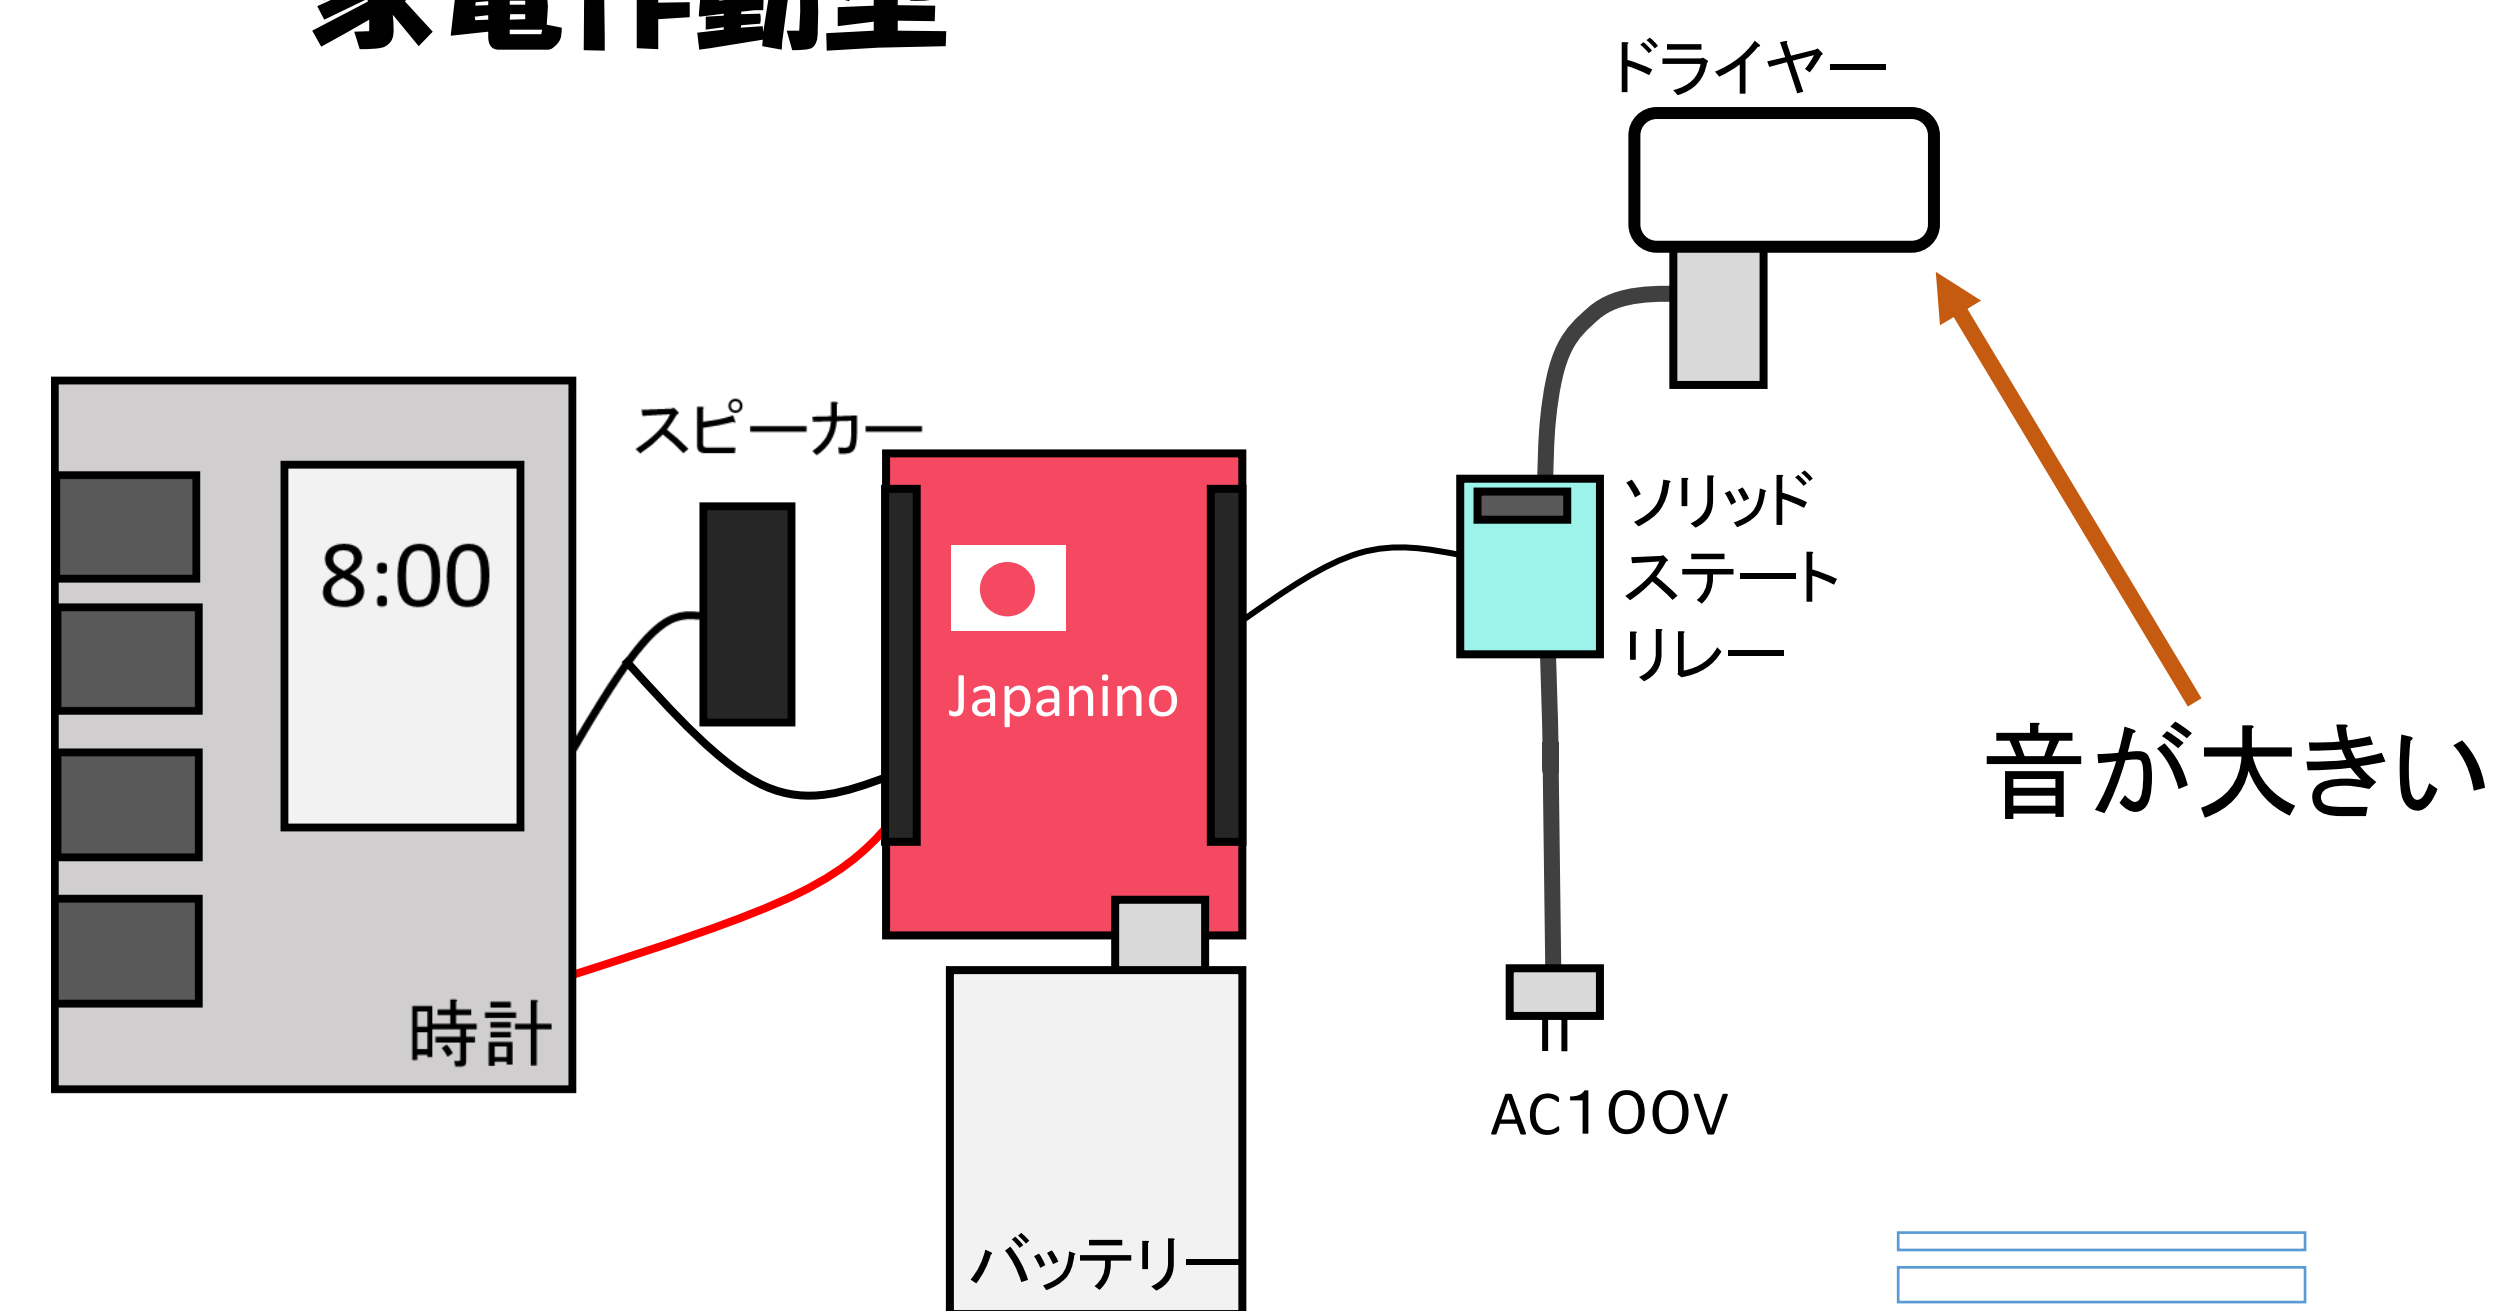 ドライヤー
スピーカー
8:00
Japanino
ソリッド
ステート
リレー
音が大きい
時計
AC100V
バッテリー